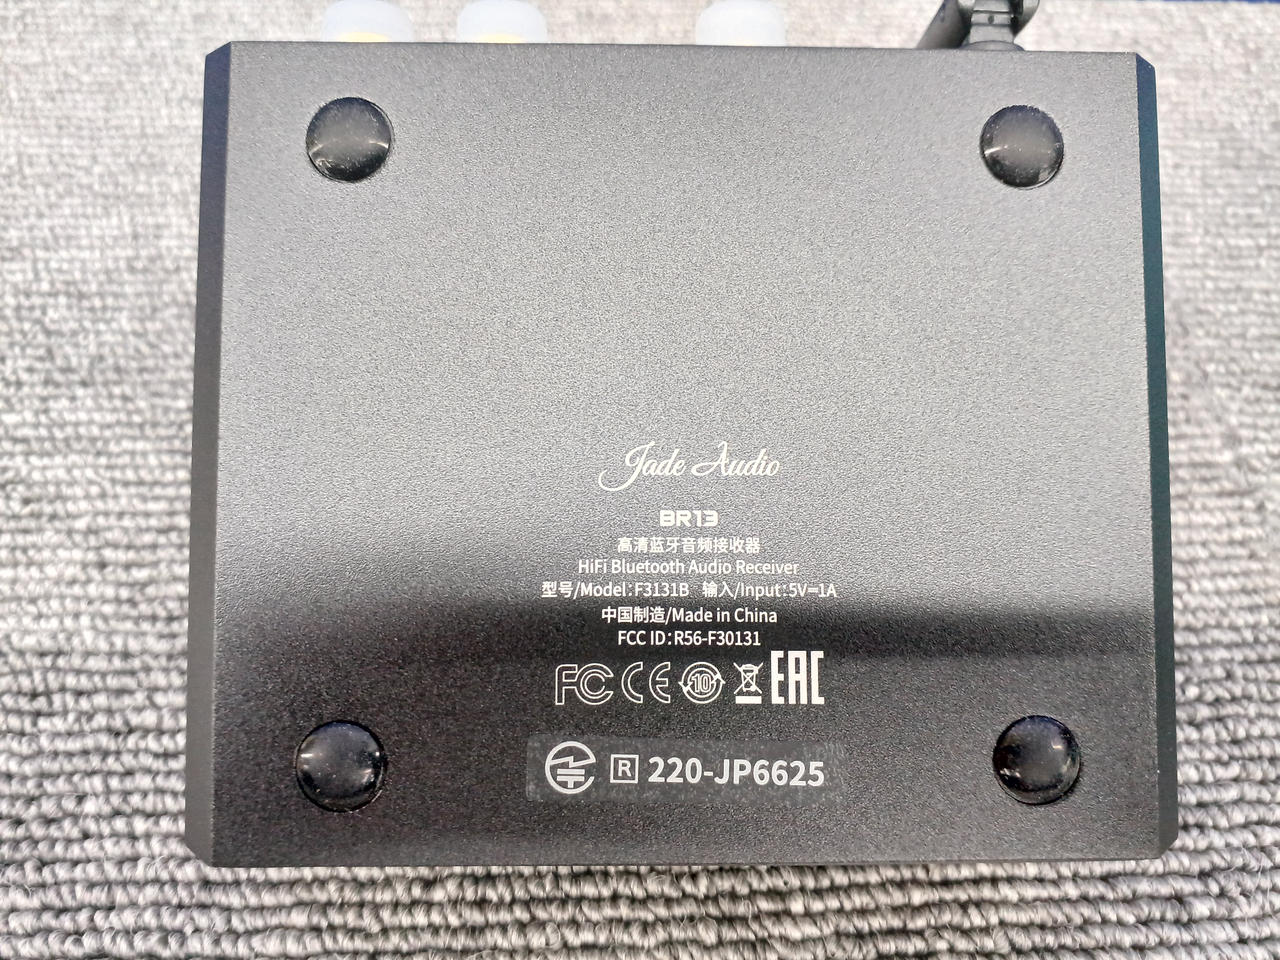 Jade Audio
BR13
高清蓝牙音频接收器
HiFi Bluetooth Audio Receiver
型号/Model:F3131B 输入/Input:5V⎓1A
中国制造/Made in China
FCC ID:R56-F30131
FC CE 10 EAC
R 220-JP6625